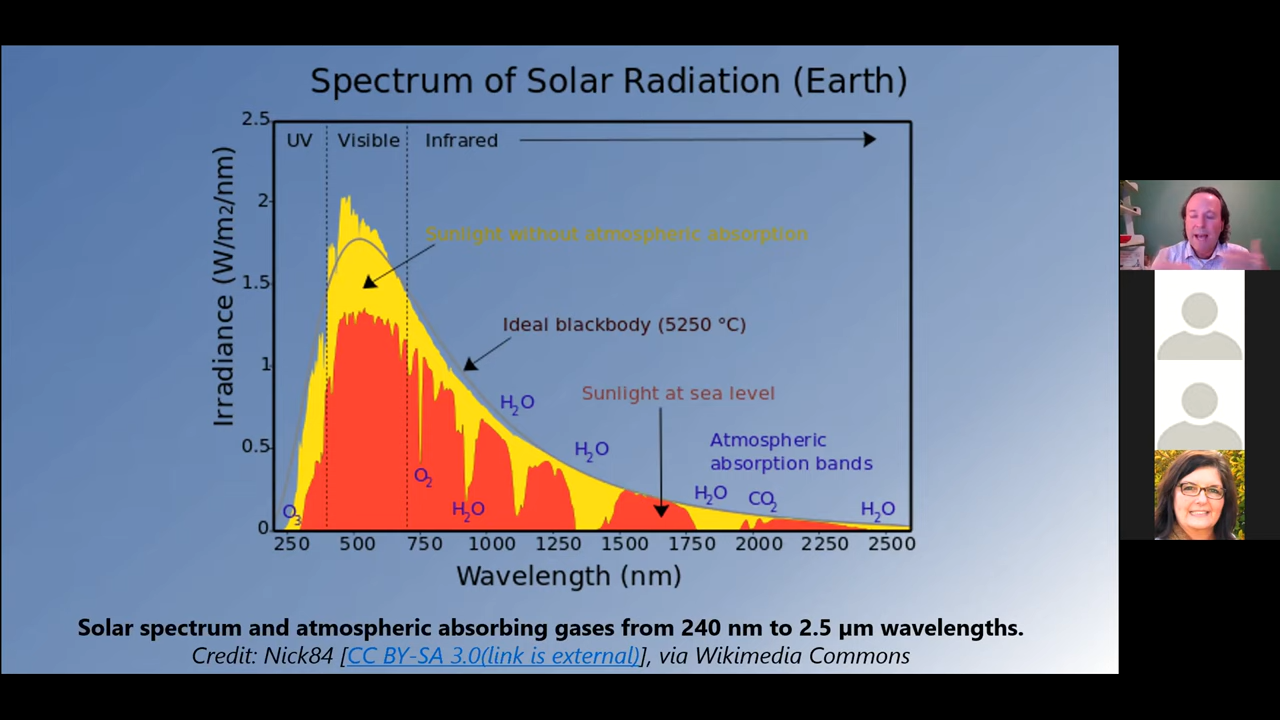 Spectrum of Solar Radiation (Earth)
Irradiance (W/m2/nm)
2.5
2
1.5
1
0.5
0
UV
Visible
Infrared
Sunlight without atmospheric absorption
Ideal blackbody (5250 °C)
Sunlight at sea level
H2O
H2O
Atmospheric
absorption bands
O2
H2O
CO2
O3
H2O
H2O
250 500 750 1000 1250 1500 1750 2000 2250 2500
Wavelength (nm)
Solar spectrum and atmospheric absorbing gases from 240 nm to 2.5 μm wavelengths.
Credit: Nick84 [CC BY-SA 3.0(link is external)], via Wikimedia Commons